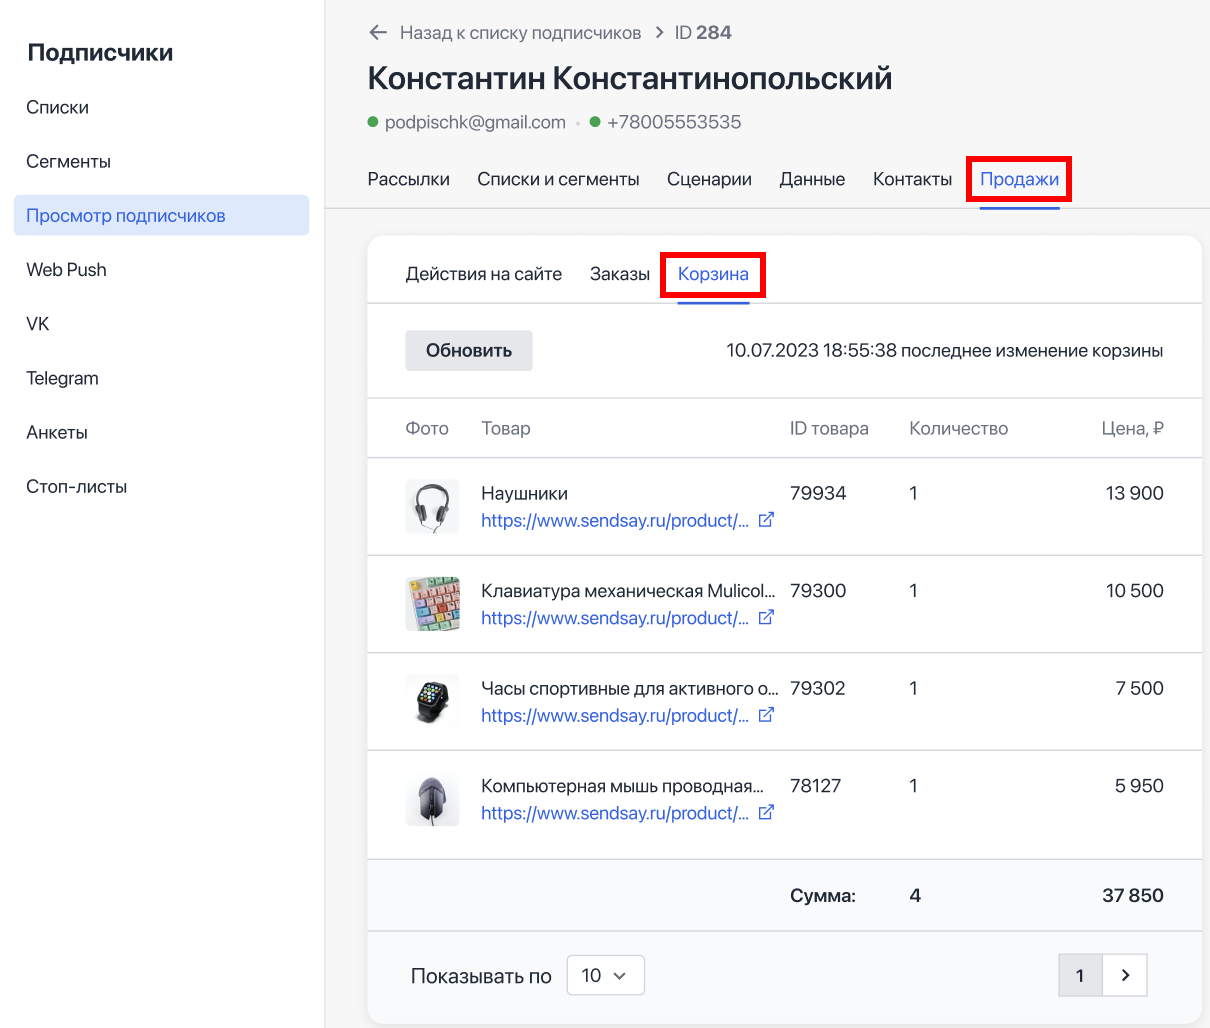 Подписчики
Списки
Сегменты
Просмотр подписчиков
Web Push
VK
Telegram
Анкеты
Стоп-листы
Назад к списку подписчиков > ID 284
Константин Константинопольский
podpischk@gmail.com • +78005553535
Рассылки Списки и сегменты Сценарии Данные Контакты Продажи
Действия на сайте Заказы Корзина
Обновить 10.07.2023 18:55:38 последнее изменение корзины
Фото Товар ID товара Количество Цена, ₽
Наушники 79934 1 13 900
https://www.sendsay.ru/product/...
Клавиатура механическая Mulicol... 79300 1 10 500
https://www.sendsay.ru/product/...
Часы спортивные для активного о... 79302 1 7 500
https://www.sendsay.ru/product/...
Компьютерная мышь проводная... 78127 1 5 950
https://www.sendsay.ru/product/...
Сумма: 4 37 850
Показывать по 10 1